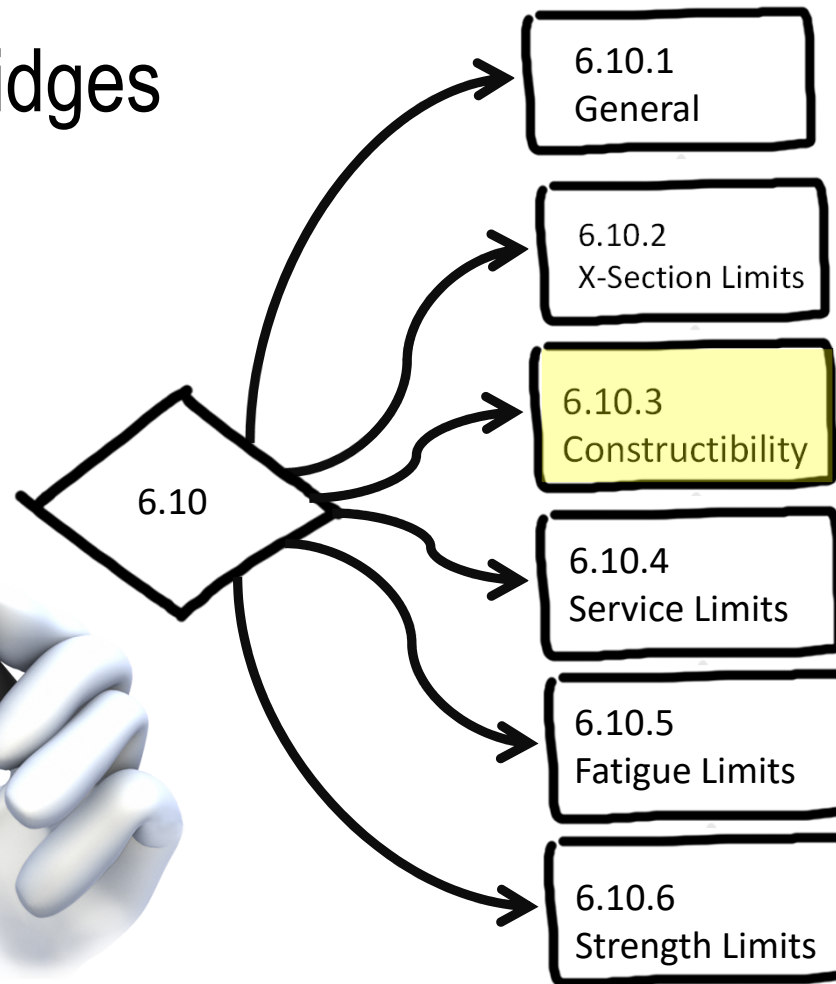 idges
6.10.1
General
6.10.2
X-Section Limits
6.10.3
Constructibility
6.10
6.10.4
Service Limits
6.10.5
Fatigue Limits
6.10.6
Strength Limits